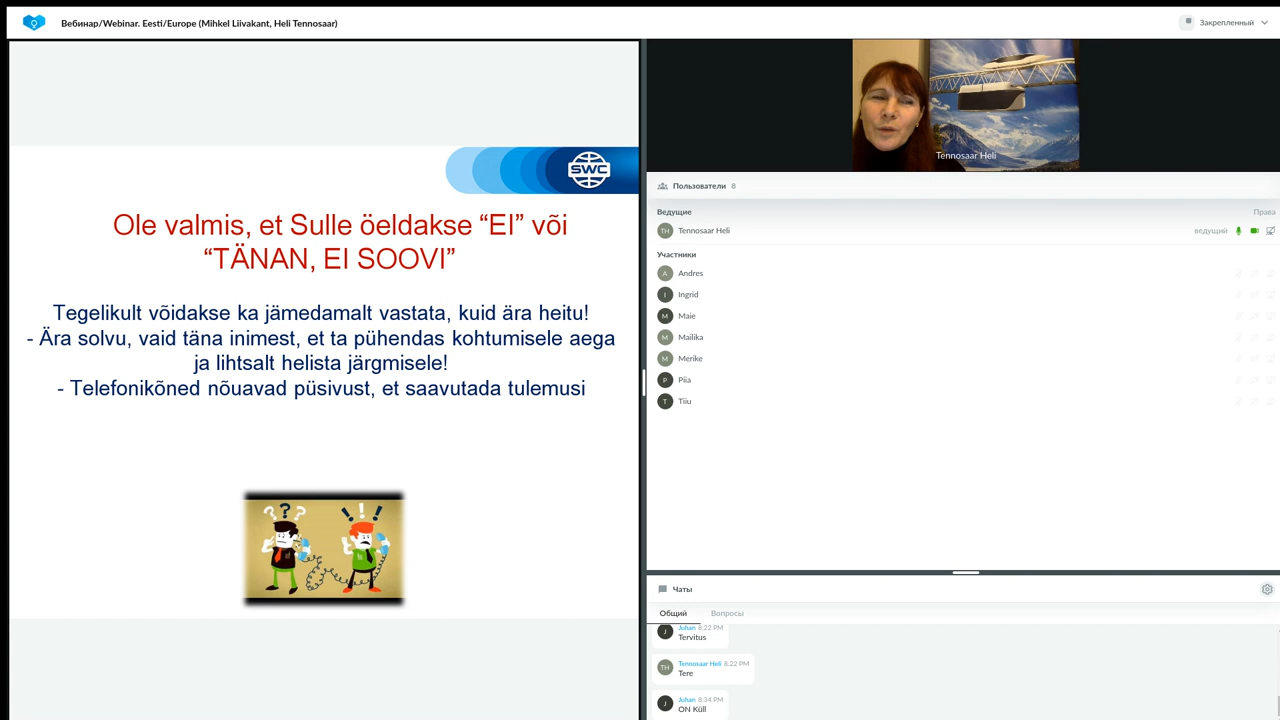 Вебинар/Webinar. Eesti/Europe (Mihkel Liivakant, Heli Tennosaar)
Закрепленный
SWC
Ole valmis, et Sulle öeldakse “EI” või
“TÄNAN, EI SOOVI”
Tegelikult võidakse ka jämedamalt vastata, kuid ära heitu!
- Ära solvu, vaid täna inimest, et ta pühendas kohtumisele aega
ja lihtsalt helista järgmisele!
- Telefonikõned nõuavad püsivust, et saavutada tulemusi
???
!!!
Tennosaar Heli
Пользователи 8
Ведущие Права
TH Tennosaar Heli ведущий
Участники
A Andres
I Ingrid
M Maie
M Mailika
M Merike
P Piia
T Tiiu
Чаты
Общий Вопросы
J Juhan 8:22 PM
Tervitus
TH Tennosaar Heli 8:22 PM
Tere
J Juhan 8:34 PM
ON Küll